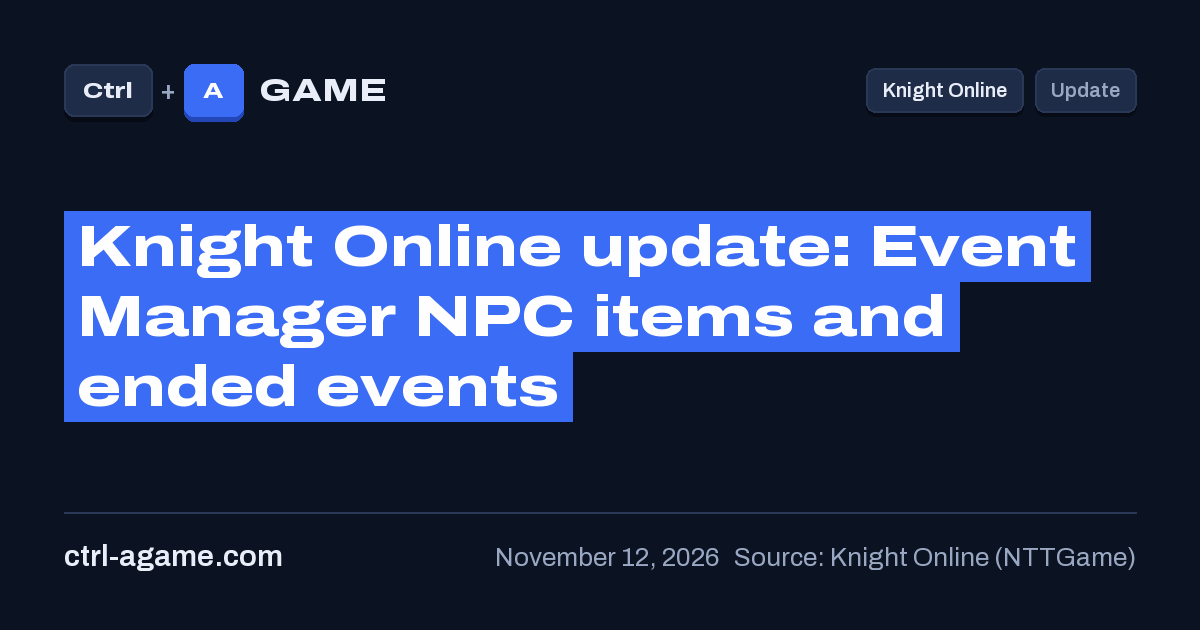 Ctrl + A GAME
Knight Online
Update
Knight Online update: Event
Manager NPC items and
ended events
ctrl-agame.com
November 12, 2026 Source: Knight Online (NTTGame)